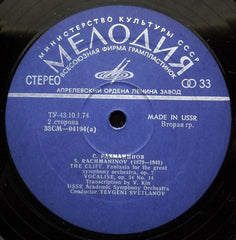 МИНИСТЕРСТВО КУЛЬТУРЫ СССР
МЕЛОДИЯ
ВСЕСОЮЗНАЯ ФИРМА ГРАМПЛАСТИНОК
СТЕРЕО 33
АПРЕЛЕВСКИЙ ОРДЕНА ЛЕНИНА ЗАВОД
ТУ-43.10.1.74 MADE IN USSR
2 сторона Вторая гр.
33СМ—04194(а)
С. РАХМАНИНОВ
S. RACHMANINOV (1873—1943)
THE CLIFF. Fantasia for the great
symphony orchestra, op. 7
VOCALISE, op. 34 No. 14
Transcription by V. Kin
USSR Academic Symphony Orchestra
Conductor YEVGENI SVETLANOV